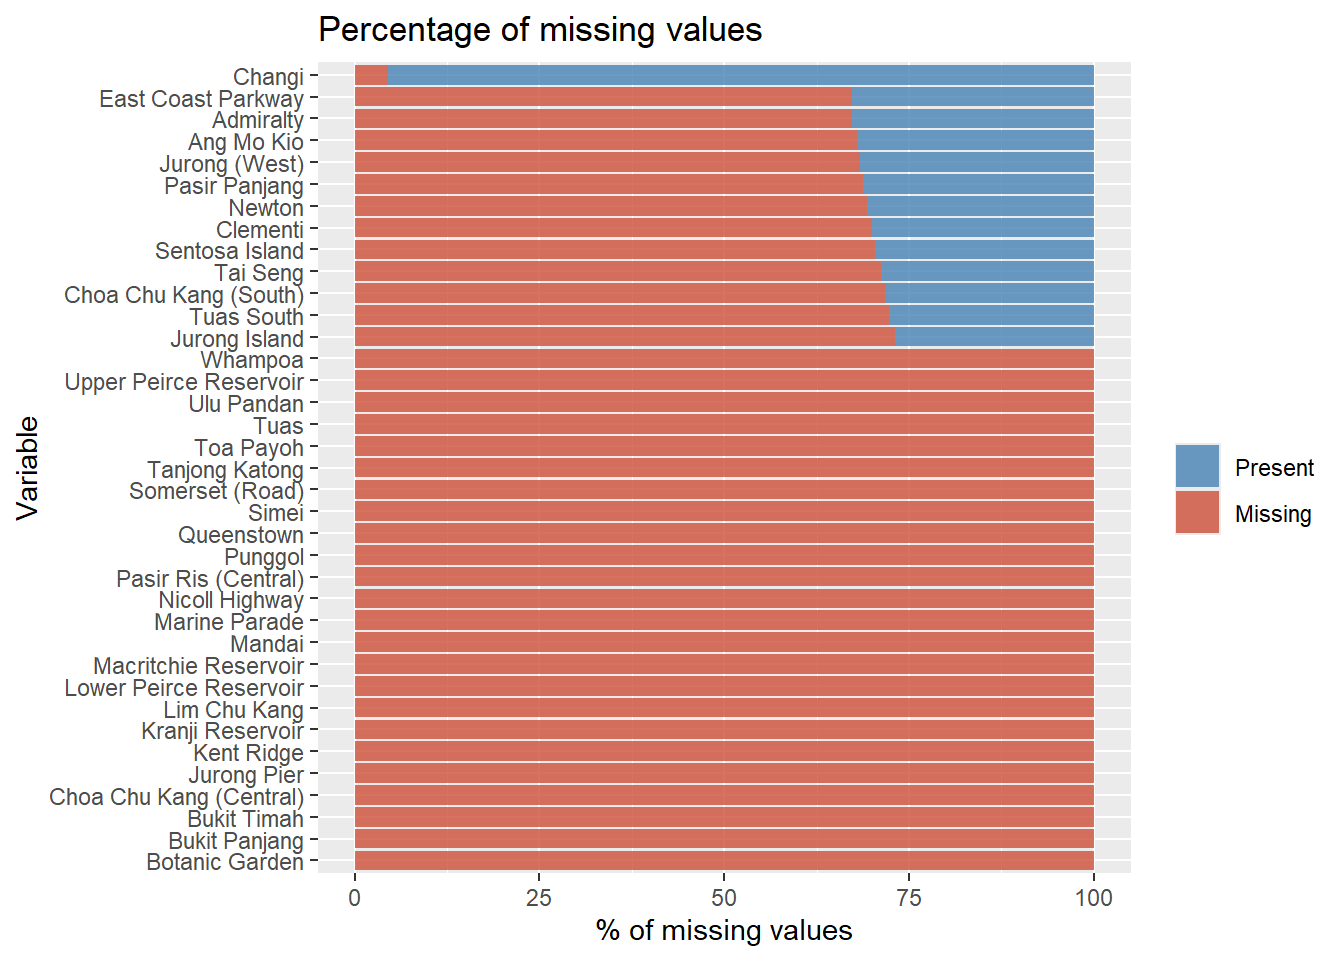 Percentage of missing values
Changi
East Coast Parkway
Admiralty
Ang Mo Kio
Jurong (West)
Pasir Panjang
Newton
Clementi
Sentosa Island
Tai Seng
Choa Chu Kang (South)
Tuas South
Jurong Island
Whampoa
Upper Peirce Reservoir
Ulu Pandan
Tuas
Toa Payoh
Tanjong Katong
Somerset (Road)
Simei
Queenstown
Punggol
Pasir Ris (Central)
Nicoll Highway
Marine Parade
Mandai
Macritchie Reservoir
Lower Peirce Reservoir
Lim Chu Kang
Kranji Reservoir
Kent Ridge
Jurong Pier
Choa Chu Kang (Central)
Bukit Timah
Bukit Panjang
Botanic Garden
Variable
0 25 50 75 100
% of missing values
Present
Missing